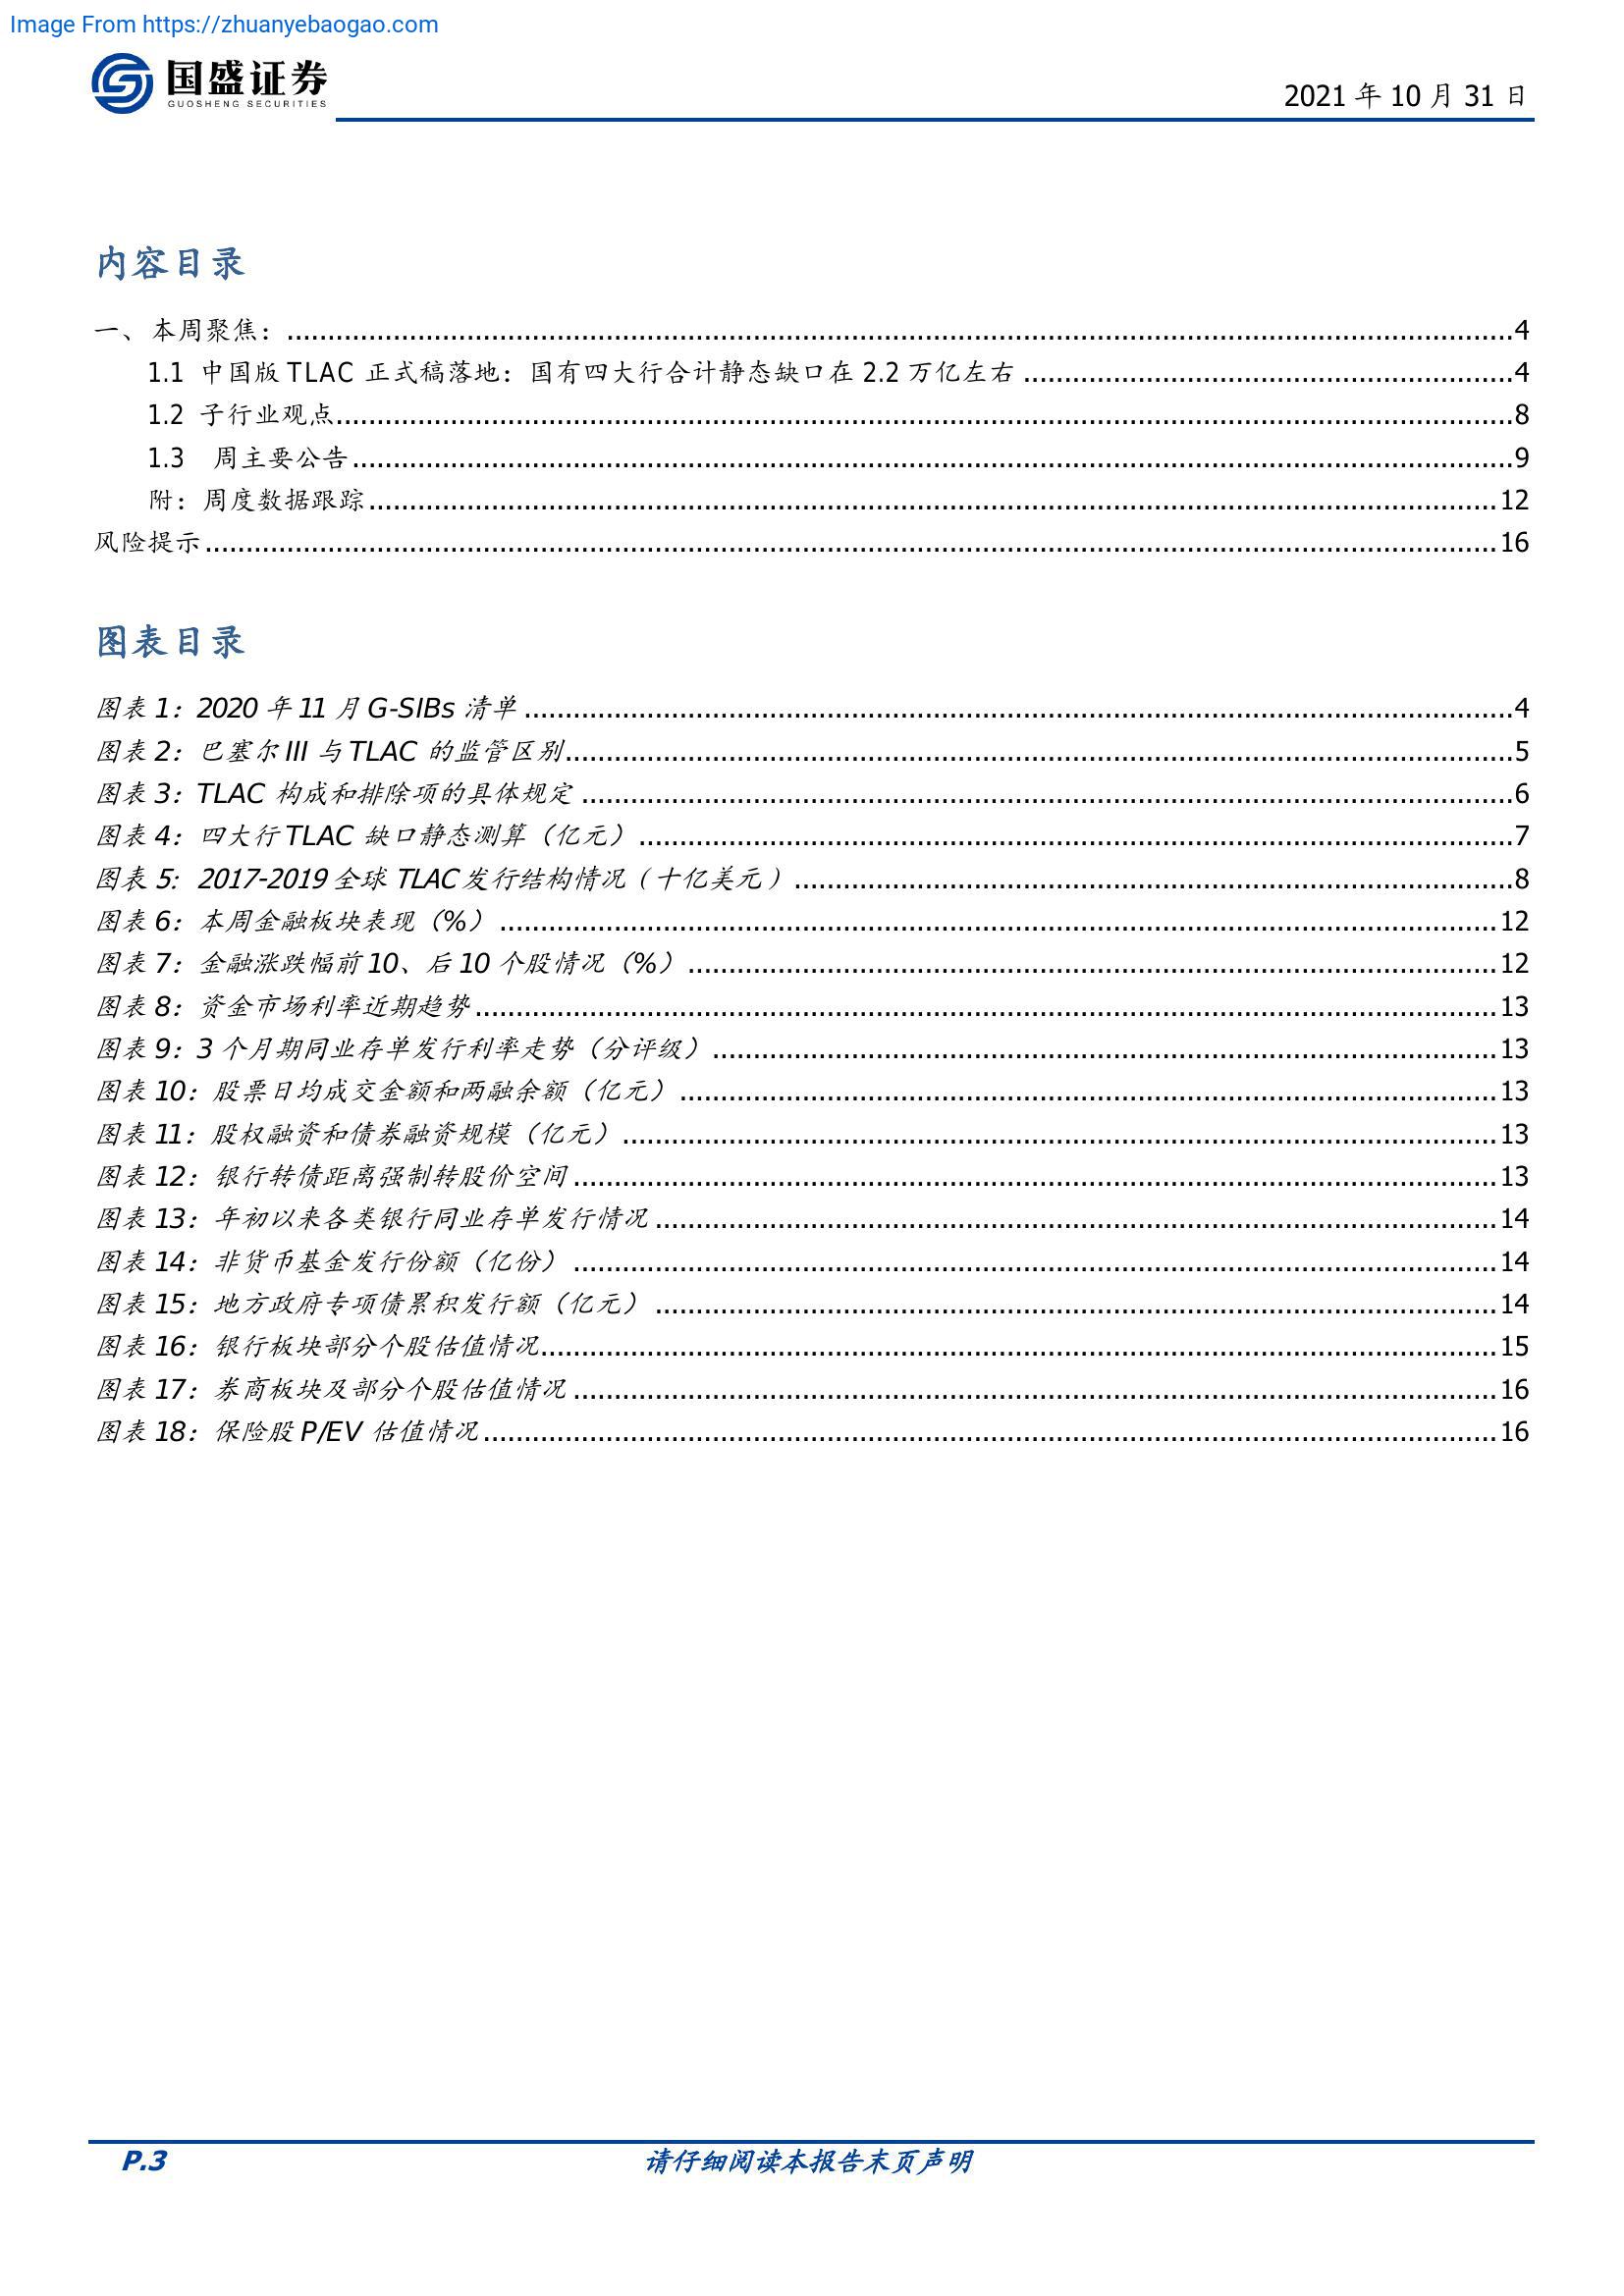 Image From https://zhuanyebaogao.com
国盛证券
GUOSHENG SECURITIES
2021 年 10 月 31 日
内容目录
一、 本周聚焦：...4
1.1 中国版 TLAC 正式稿落地：国有四大行合计静态缺口在 2.2 万亿左右...4
1.2 子行业观点...8
1.3 周主要公告...9
附：周度数据跟踪...12
风险提示...16
图表目录
图表 1：2020 年 11 月 G-SIBs 清单...4
图表 2：巴塞尔 III 与 TLAC 的监管区别...5
图表 3：TLAC 构成和排除项的具体规定...6
图表 4：四大行 TLAC 缺口静态测算（亿元）...7
图表 5: 2017-2019 全球 TLAC 发行结构情况（十亿美元）...8
图表 6：本周金融板块表现（%）...12
图表 7：金融涨跌幅前 10、后 10 个股情况（%）...12
图表 8：资金市场利率近期趋势...13
图表 9：3 个月期同业存单发行利率走势（分评级）...13
图表 10：股票日均成交金额和两融余额（亿元）...13
图表 11：股权融资和债券融资规模（亿元）...13
图表 12：银行转债距离强制转股价空间...13
图表 13：年初以来各类银行同业存单发行情况...14
图表 14：非货币基金发行份额（亿份）...14
图表 15：地方政府专项债累积发行额（亿元）...14
图表 16：银行板块部分个股估值情况...15
图表 17：券商板块及部分个股估值情况...16
图表 18：保险股 P/EV 估值情况...16
P.3
请仔细阅读本报告末页声明